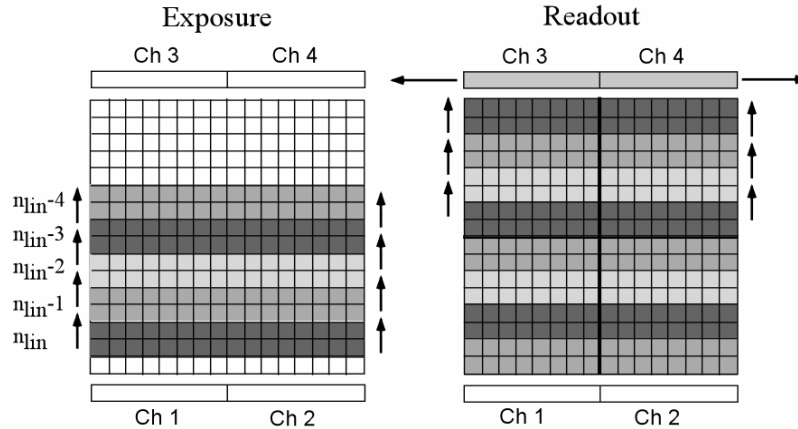 Exposure
Readout
Ch 3 Ch 4
Ch 3 Ch 4
nlin-4
nlin-3
nlin-2
nlin-1
nlin
Ch 1 Ch 2
Ch 1 Ch 2